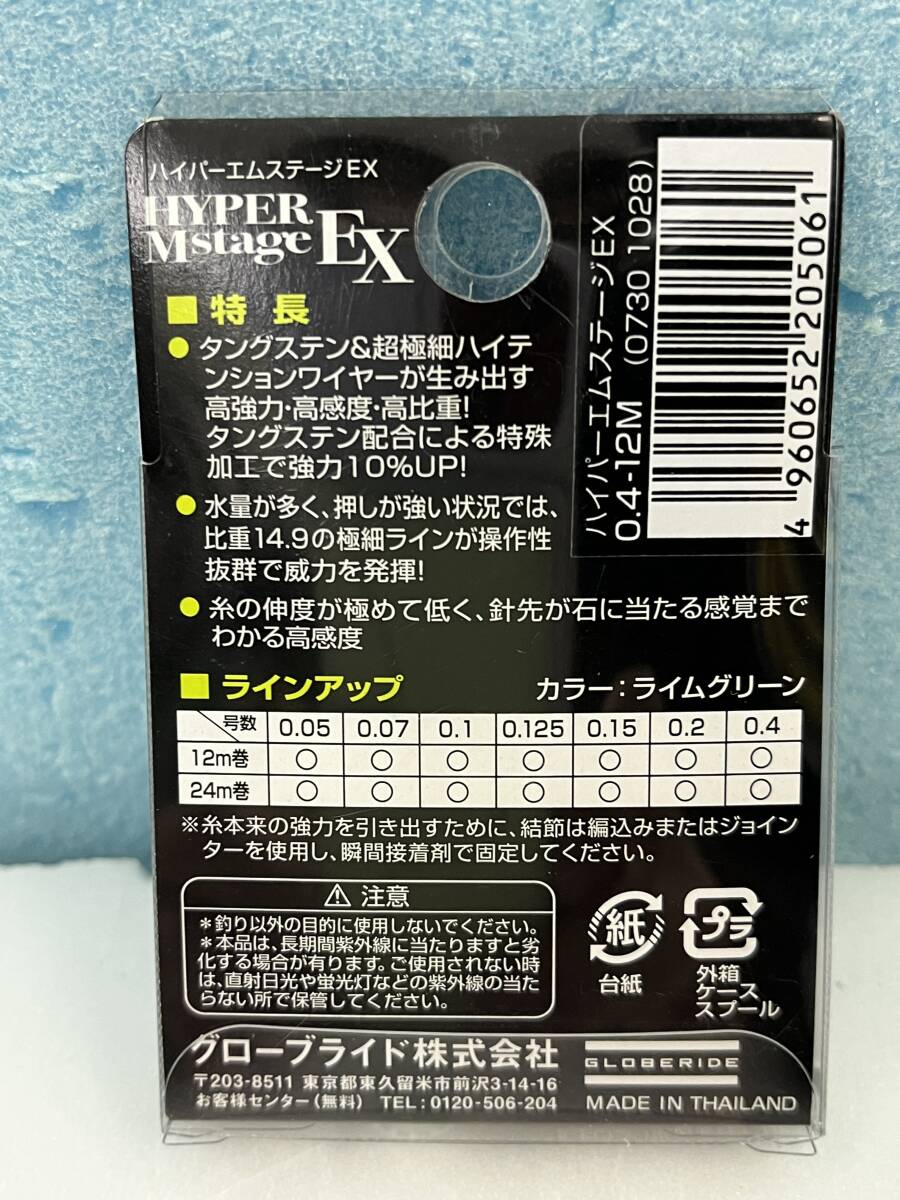 ハイパーエムステージEX
HYPER
Mstage EX
■ 特長
● タングステン&超極細ハイテ
ンションワイヤーが生み出す
高強力・高感度・高比重!
タングステン配合による特殊
加工で強力10%UP!
● 水量が多く、押しが強い状況では、
比重14.9の極細ラインが操作性
抜群で威力を発揮!
● 糸の伸度が極めて低く、針先が石に当たる感覚まで
わかる高感度
ハイパーエムステージEX
0.4-12M (0730 1028)
4 960652 205061
■ ラインアップ カラー:ライムグリーン
号数 0.05 0.07 0.1 0.125 0.15 0.2 0.4
12m巻 ○ ○ ○ ○ ○ ○ ○
24m巻 ○ ○ ○ ○ ○ ○ ○
※糸本来の強力を引き出すために、結節は編込みまたはジョイン
ターを使用し、瞬間接着剤で固定してください。
⚠ 注意
*釣り以外の目的に使用しないでください。
*本品は、長期間紫外線に当たりますと劣
化する場合が有ります。ご使用されない時
は、直射日光や蛍光灯などの紫外線の当た
らない所で保管してください。
紙
台紙
プラ
外箱
ケース
スプール
グローブライド株式会社
〒203-8511 東京都東久留米市前沢3-14-16
お客様センター(無料) TEL:0120-506-204
GLOBERIDE
MADE IN THAILAND